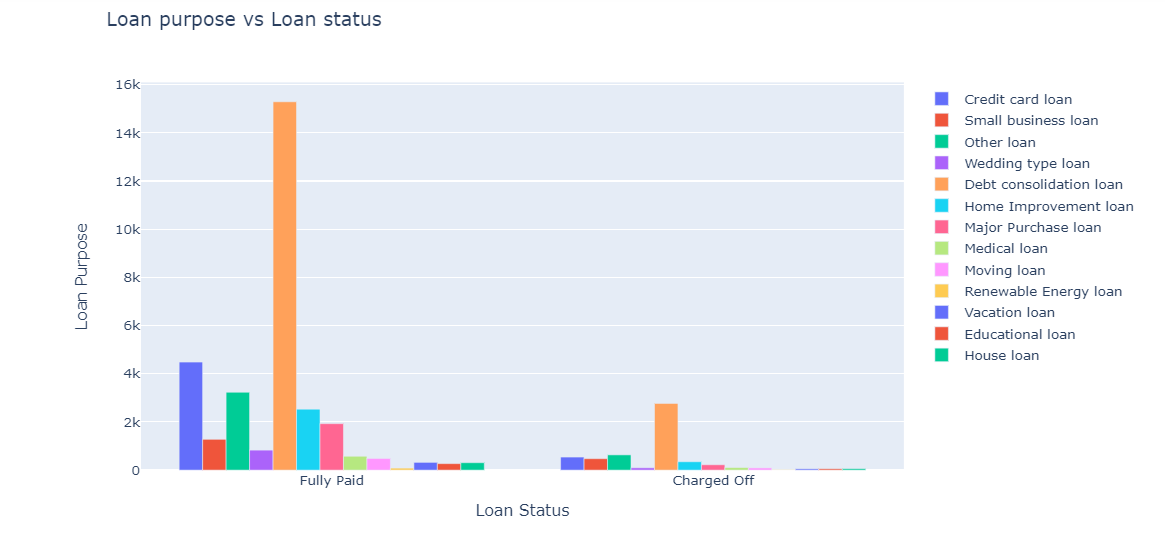 Loan purpose vs Loan status
16k
14k
12k
10k
8k
6k
4k
2k
0
Loan Purpose
Fully Paid
Charged Off
Loan Status
Credit card loan
Small business loan
Other loan
Wedding type loan
Debt consolidation loan
Home Improvement loan
Major Purchase loan
Medical loan
Moving loan
Renewable Energy loan
Vacation loan
Educational loan
House loan